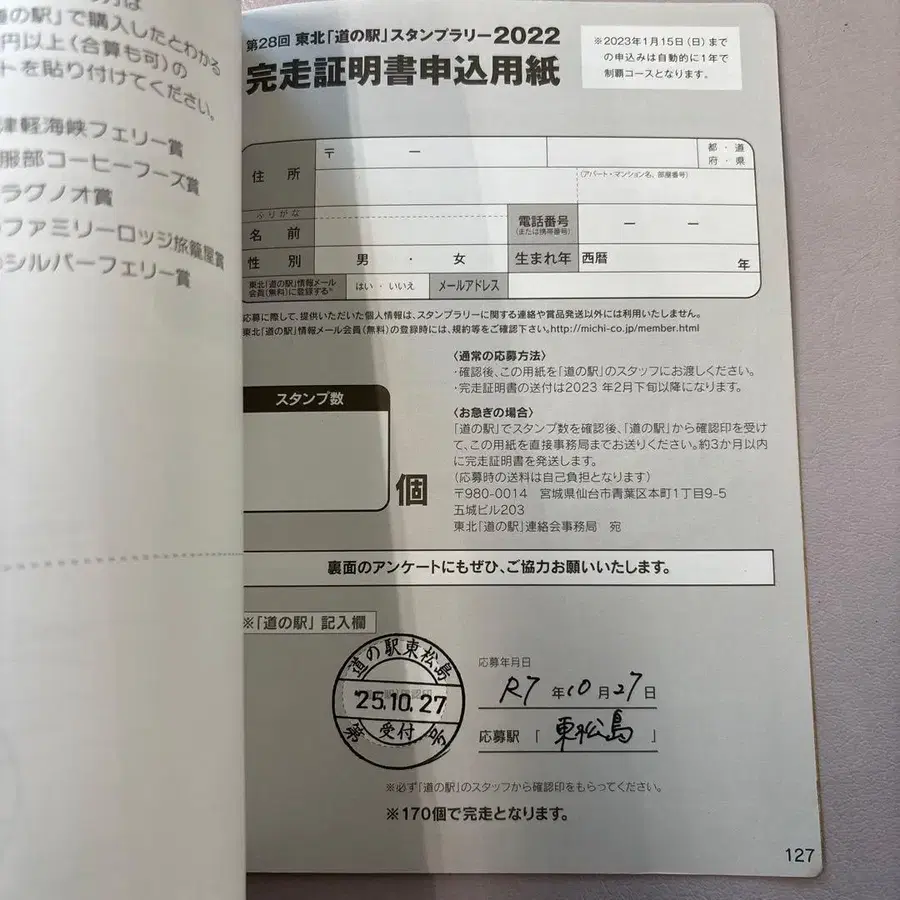 の駅」で購入したとわかる
円以上（合算も可）の
トを貼り付けてください。
津軽海峡フェリー賞
服部コーヒーフーズ賞
ラグノオ賞
ファミリーロッジ旅籠屋賞
シルバーフェリー賞
第28回 東北「道の駅」スタンプラリー2022
完走証明書申込用紙
※2023年1月15日（日）まで
の申込みは自動的に1年で
制覇コースとなります。
住所
〒 ー
都・道
府・県
（アパート・マンション名、部屋番号）
ふりがな
名前
電話番号
（または携帯番号）
ー ー
性別
男・女
生まれ年
西暦 年
東北「道の駅」情報メール
会員（無料）に登録する※
はい・いいえ
メールアドレス
応募に際して、提供いただいた個人情報は、スタンプラリーに関する連絡や賞品発送以外には利用いたしません。
東北「道の駅」情報メール会員（無料）の登録時には、規約等をご確認下さい。http://michi-co.jp/member.html
〈通常の応募方法〉
・確認後、この用紙を「道の駅」のスタッフにお渡しください。
・完走証明書の送付は2023 年2月下旬以降になります。
スタンプ数
個
〈お急ぎの場合〉
「道の駅」でスタンプ数を確認後、「道の駅」から確認印を受け
て、この用紙を直接事務局までお送りください。約3か月以内
に完走証明書を発送します。
（応募時の送料は自己負担となります）
〒980-0014 宮城県仙台市青葉区本町1丁目9-5
五城ビル203
東北「道の駅」連絡会事務局 宛
裏面のアンケートにもぜひ、ご協力お願いいたします。
※「道の駅」記入欄
道の駅東松島
'25.10.27
第 受付 号
応募年月日
R7 年 10 月 27 日
応募駅「 東松島 」
※必ず「道の駅」のスタッフから確認印をもらってください。
※170個で完走となります。
127